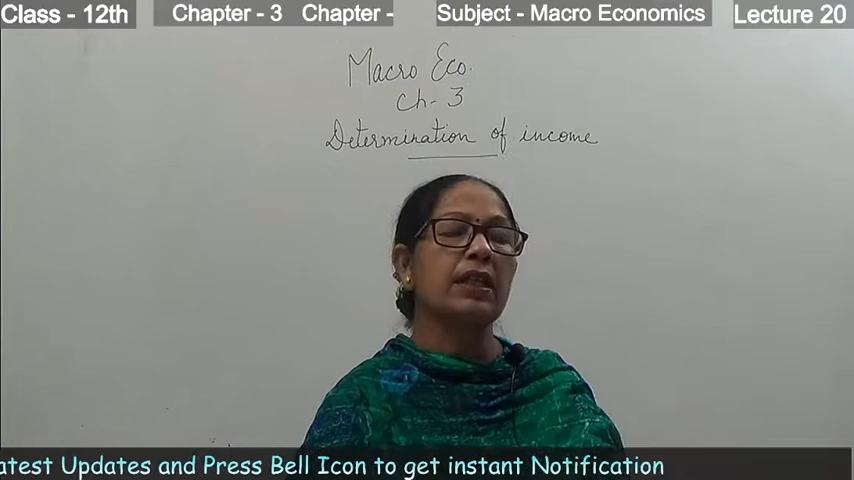 Class - 12th Chapter - 3 Chapter - Subject - Macro Economics Lecture 20
Macro Eco.
Ch- 3
Determination of income
atest Updates and Press Bell Icon to get instant Notification